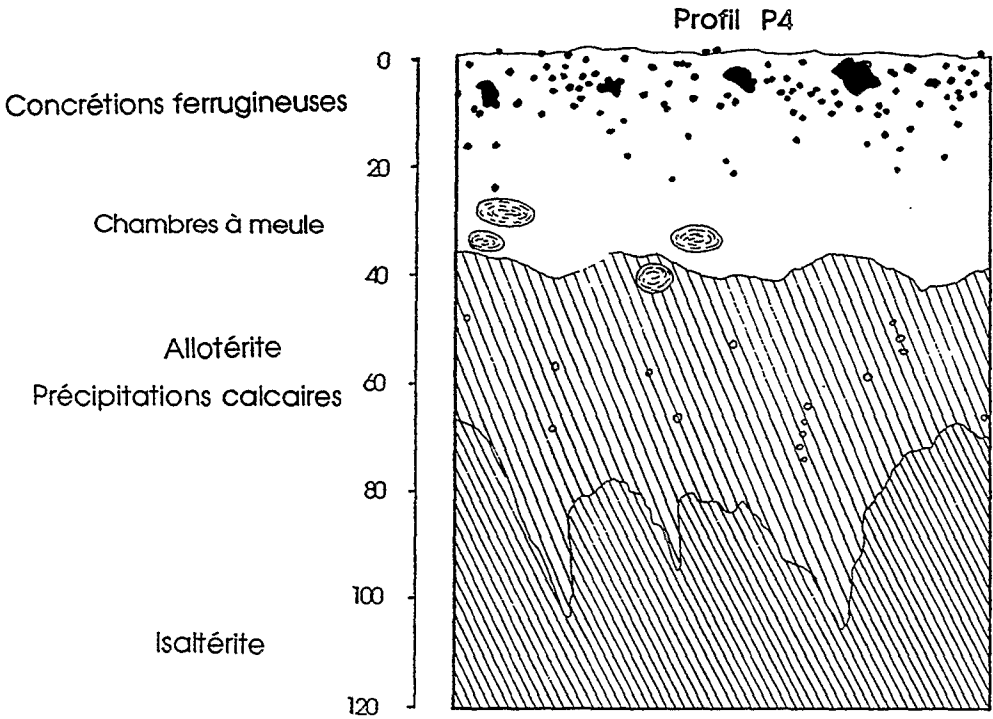 Profil P4
0
Concrétions ferrugineuses
20
Chambres à meule
40
Allotérite
60
Précipitations calcaires
80
100
Isaltérite
120